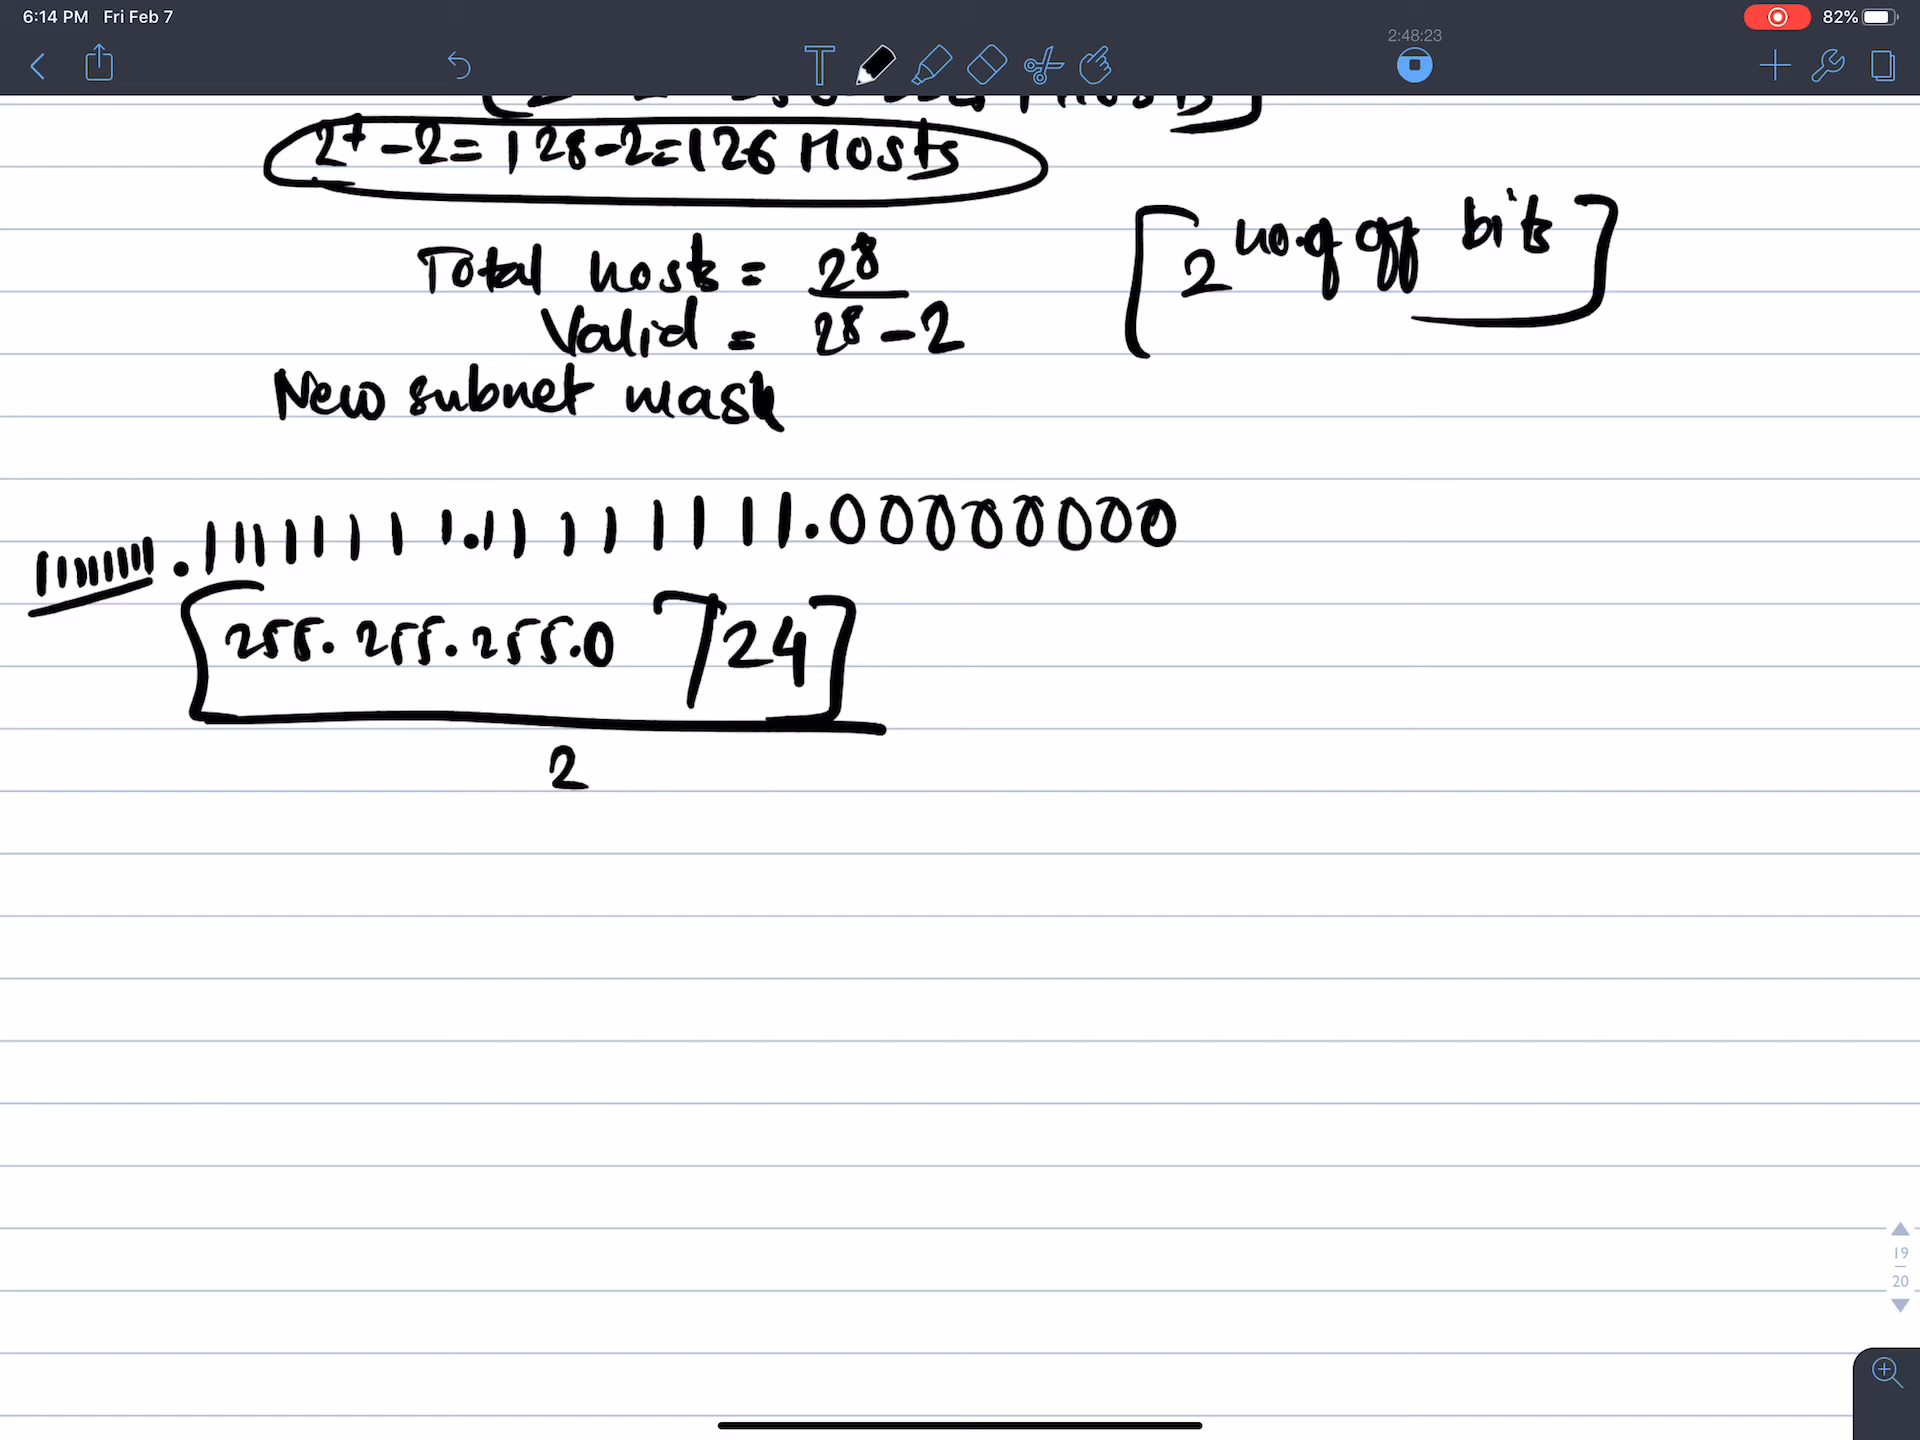 6:14 PM Fri Feb 7
82%
2:48:23
T
2⁷-2=128-2=126 Hosts
Total hosts = 2⁸
[2 no.of off bits]
Valid = 2⁸-2
New subnet mask
11111111.11111111.11111111.00000000
[255.255.255.0 /24]
2
19
20